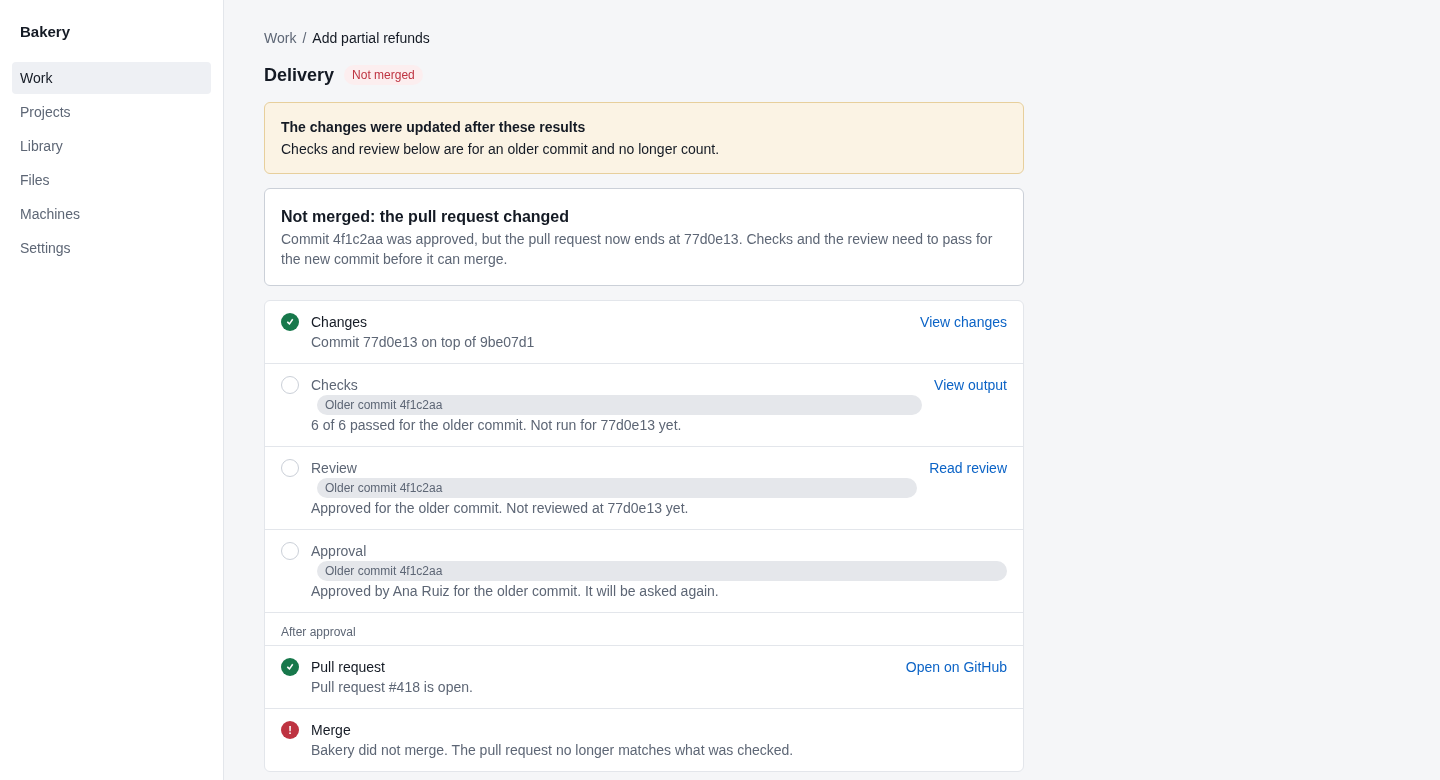 Bakery
Work
Projects
Library
Files
Machines
Settings
Work / Add partial refunds
Delivery Not merged
The changes were updated after these results
Checks and review below are for an older commit and no longer count.
Not merged: the pull request changed
Commit 4f1c2aa was approved, but the pull request now ends at 77d0e13. Checks and the review need to pass for
the new commit before it can merge.
Changes View changes
Commit 77d0e13 on top of 9be07d1
Checks View output
Older commit 4f1c2aa
6 of 6 passed for the older commit. Not run for 77d0e13 yet.
Review Read review
Older commit 4f1c2aa
Approved for the older commit. Not reviewed at 77d0e13 yet.
Approval
Older commit 4f1c2aa
Approved by Ana Ruiz for the older commit. It will be asked again.
After approval
Pull request Open on GitHub
Pull request #418 is open.
Merge
Bakery did not merge. The pull request no longer matches what was checked.